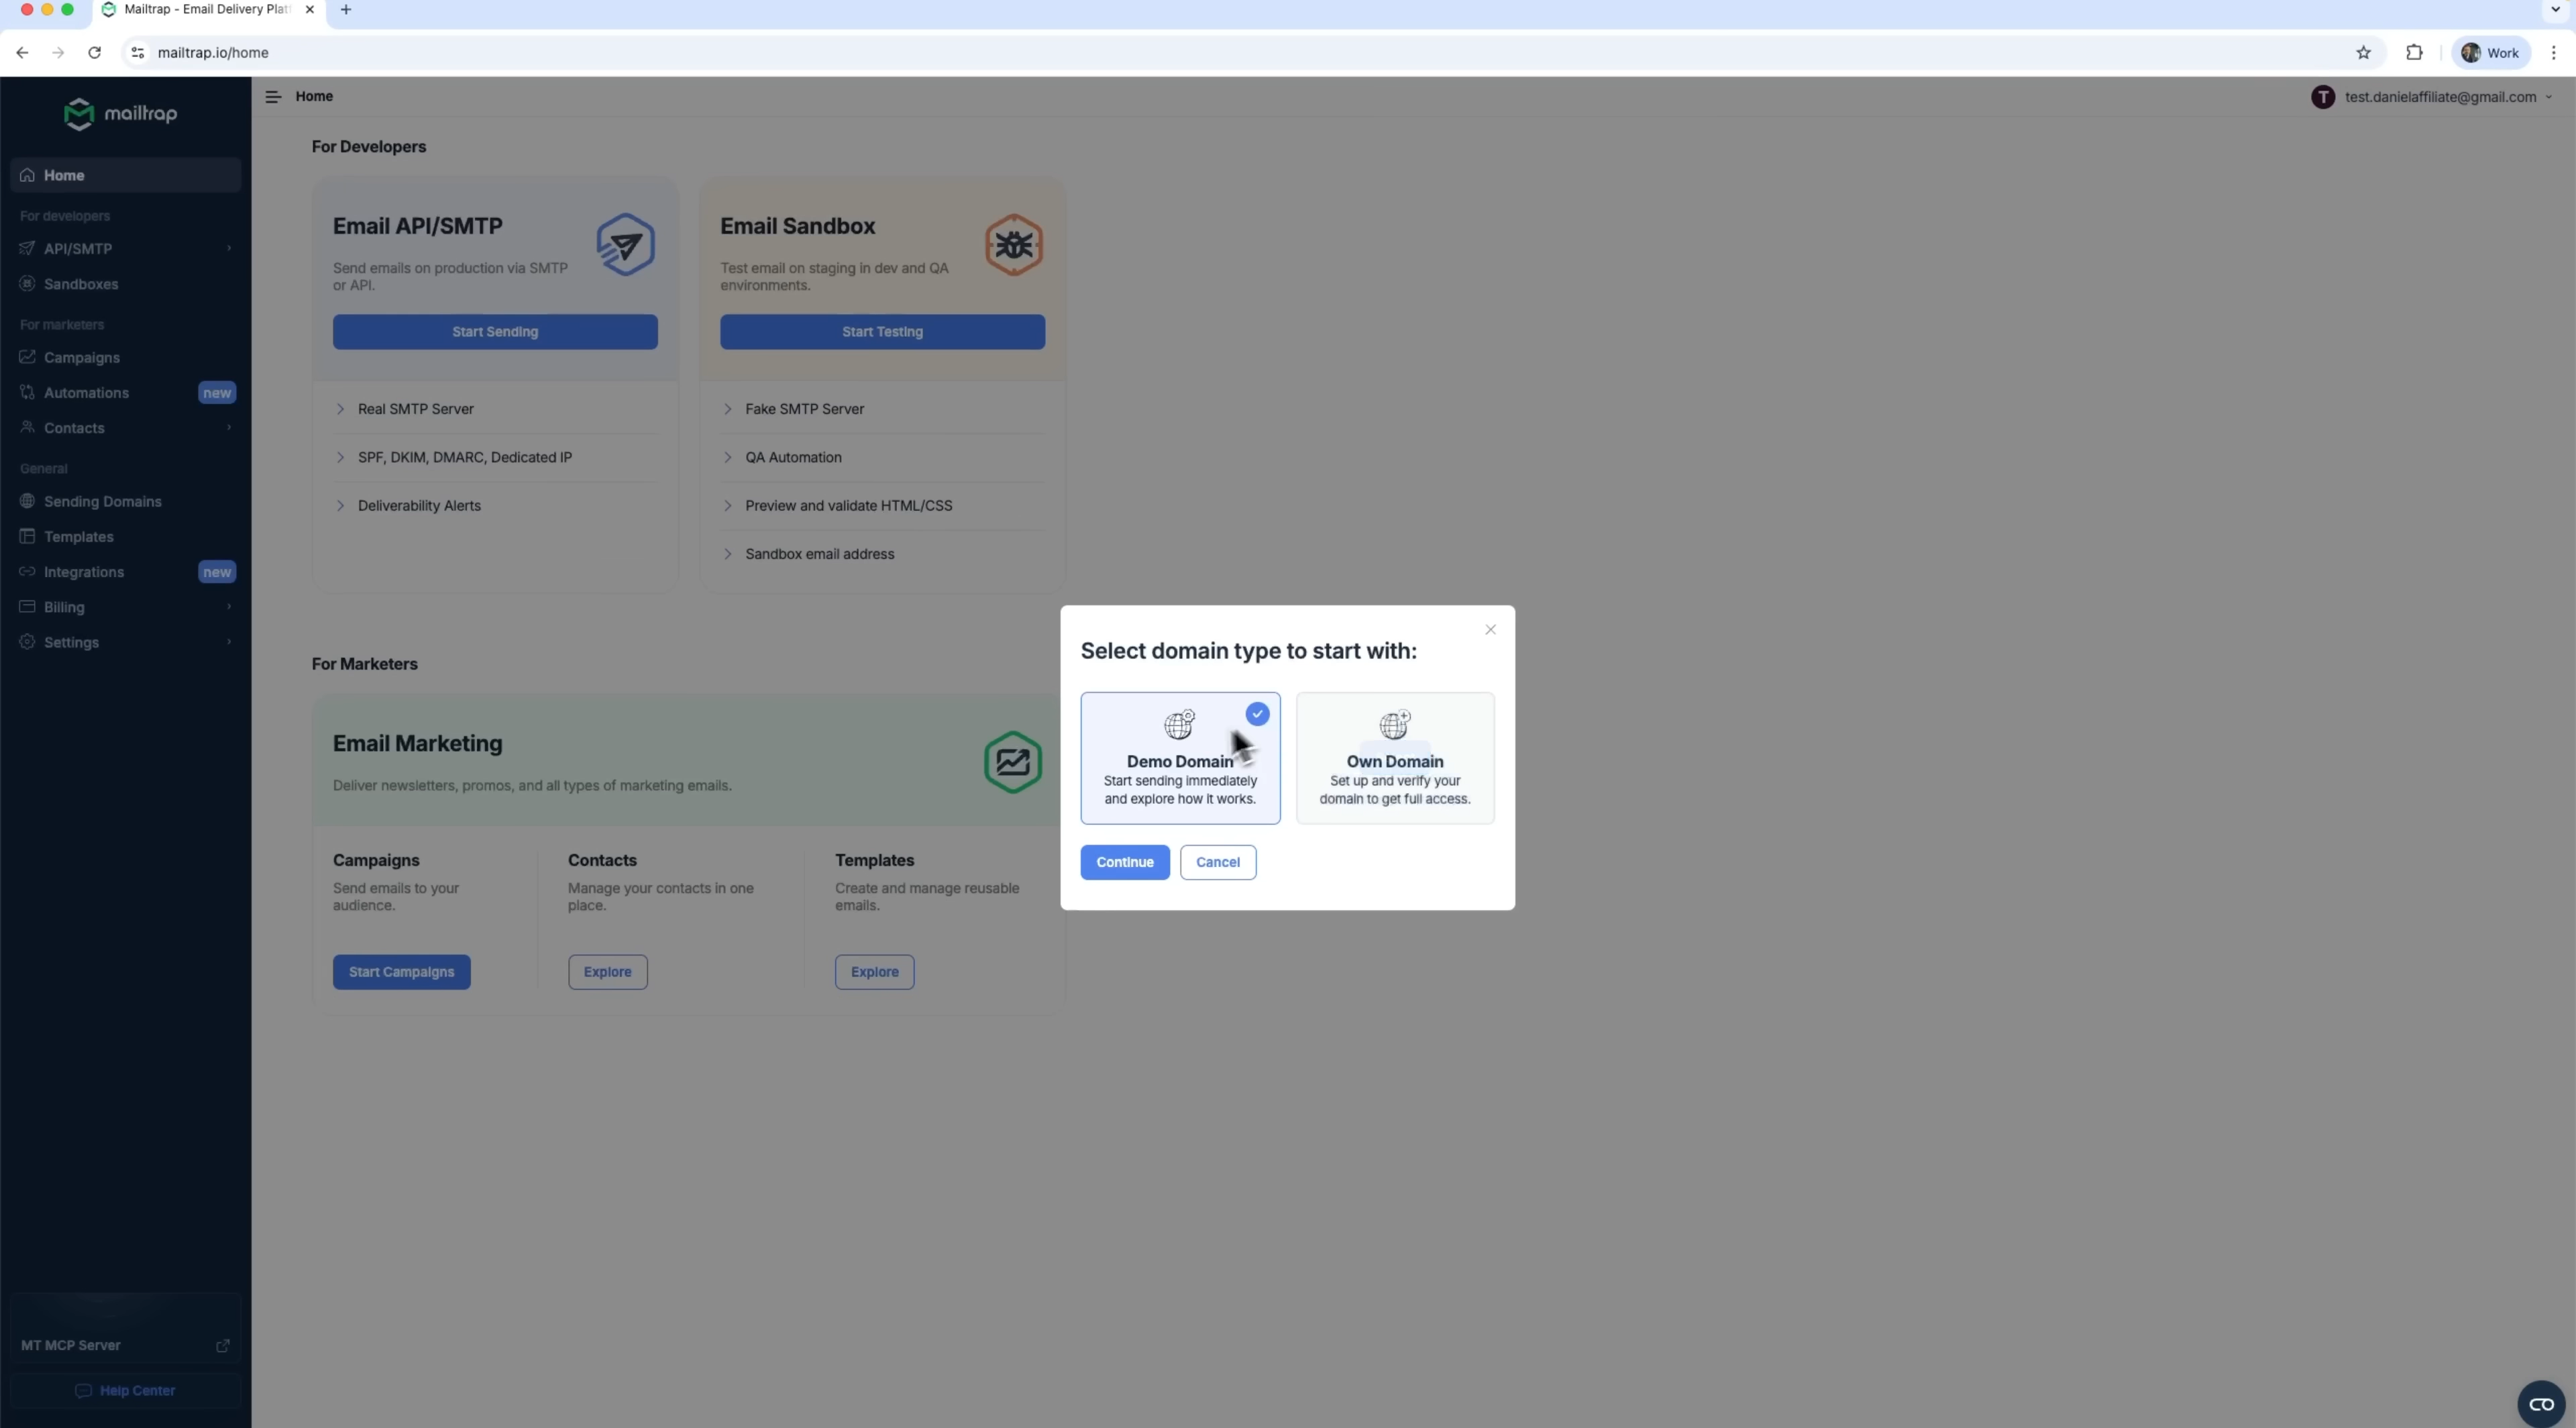 Mailtrap - Email Delivery Plat
mailtrap.io/home
Work
mailtrap
Home
For developers
API/SMTP
Sandboxes
For marketers
Campaigns
Automations new
Contacts
General
Sending Domains
Templates
Integrations new
Billing
Settings
MT MCP Server
Help Center
Home
T test.danielaffiliate@gmail.com
For Developers
Email API/SMTP
Send emails on production via SMTP
or API.
Start Sending
Real SMTP Server
SPF, DKIM, DMARC, Dedicated IP
Deliverability Alerts
Email Sandbox
Test email on staging in dev and QA
environments.
Start Testing
Fake SMTP Server
QA Automation
Preview and validate HTML/CSS
Sandbox email address
For Marketers
Email Marketing
Deliver newsletters, promos, and all types of marketing emails.
Campaigns
Send emails to your
audience.
Start Campaigns
Contacts
Manage your contacts in one
place.
Explore
Templates
Create and manage reusable
emails.
Explore
Select domain type to start with:
Demo Domain
Start sending immediately
and explore how it works.
Own Domain
Set up and verify your
domain to get full access.
Continue
Cancel